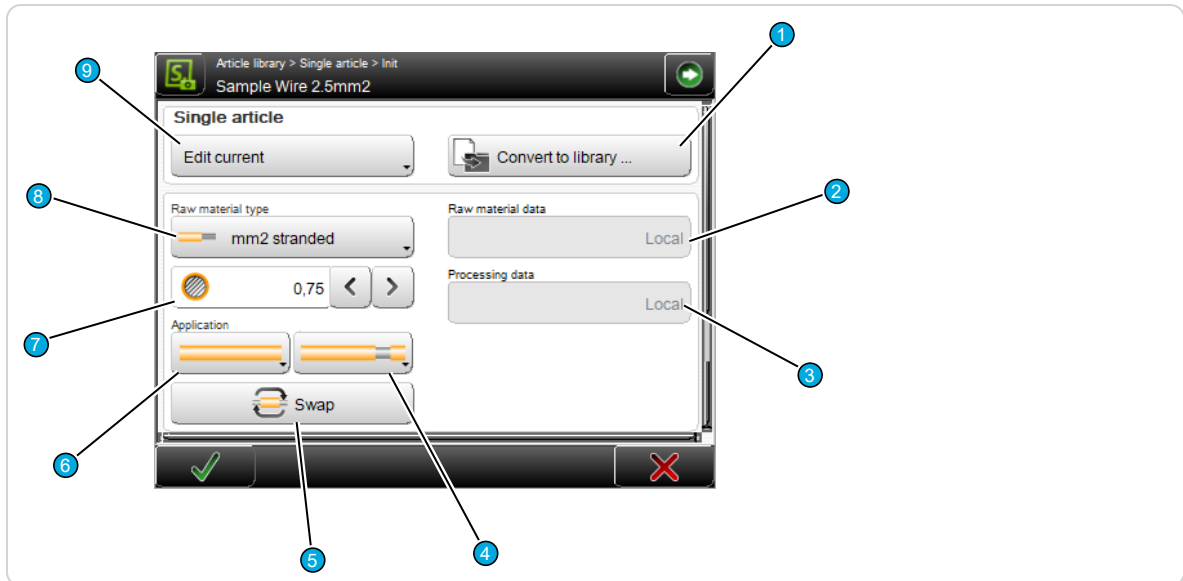 1
9
Article library > Single article > Init
Sample Wire 2.5mm2
Single article
Edit current
Convert to library ...
8
2
Raw material type
Raw material data
mm2 stranded
Local
0,75
Processing data
Local
7
Application
3
Swap
6
5
4